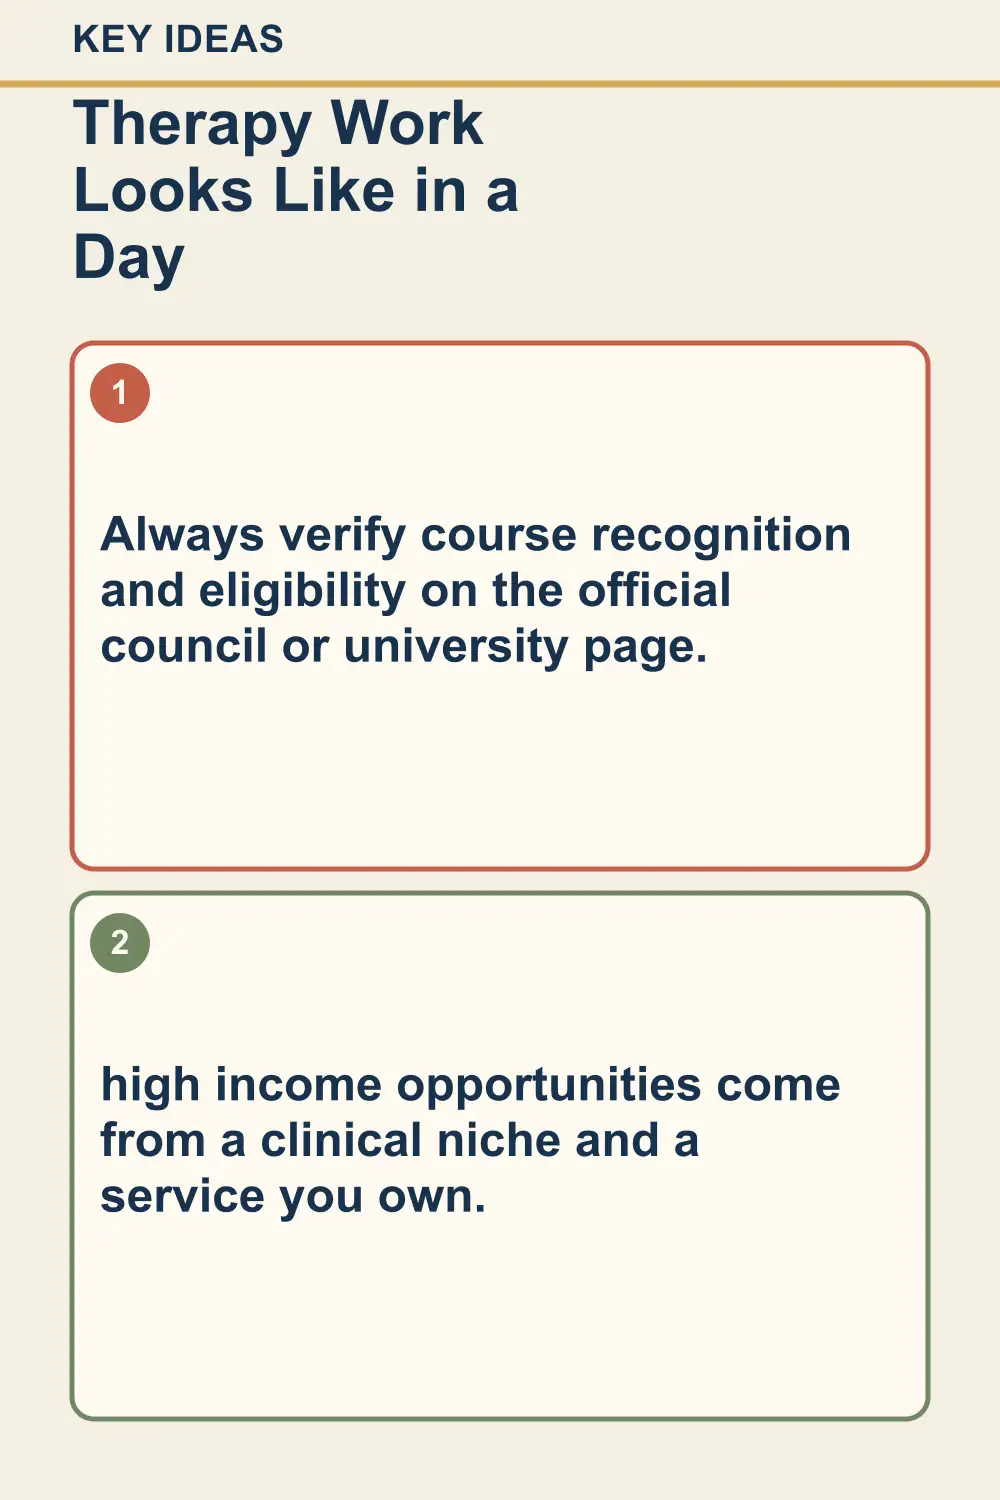 KEY IDEAS
Therapy Work
Looks Like in a
Day
1
Always verify course recognition
and eligibility on the official
council or university page.
2
high income opportunities come
from a clinical niche and a
service you own.